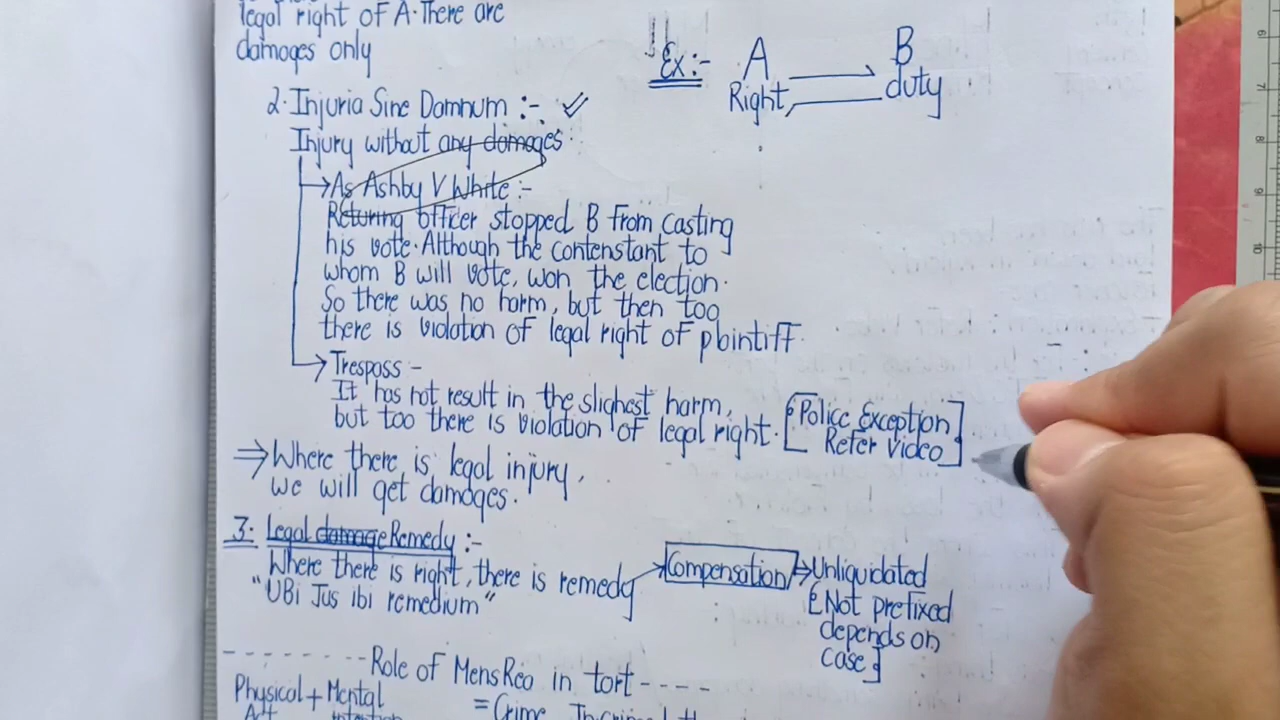 legal right of A. There are
damages only
Ex :-
A
B
Right
duty
2. Injuria Sine Damnum :- ✓
Injury without any damages
As Ashby V White :-
Returing officer stopped B from casting
his vote. Although the contenstant to
whom B will vote, won the election.
So there was no harm, but then too
there is violation of legal right of plaintiff.
Trespass :-
It has not result in the slighest harm,
but too there is violation of legal right. [Police Exception
Refer Video]
⇒ Where there is legal injury,
we will get damages.
3. Legal damage Remedy :-
Where there is right, there is remedy → Compensation ⇒ Unliquidated
"UBi Jus ibi remedium"
[Not prefixed
depends on
case]
- - - - - - - - Role of Mens Rea in tort - - - -
Physical + Mental
= Crime
Act